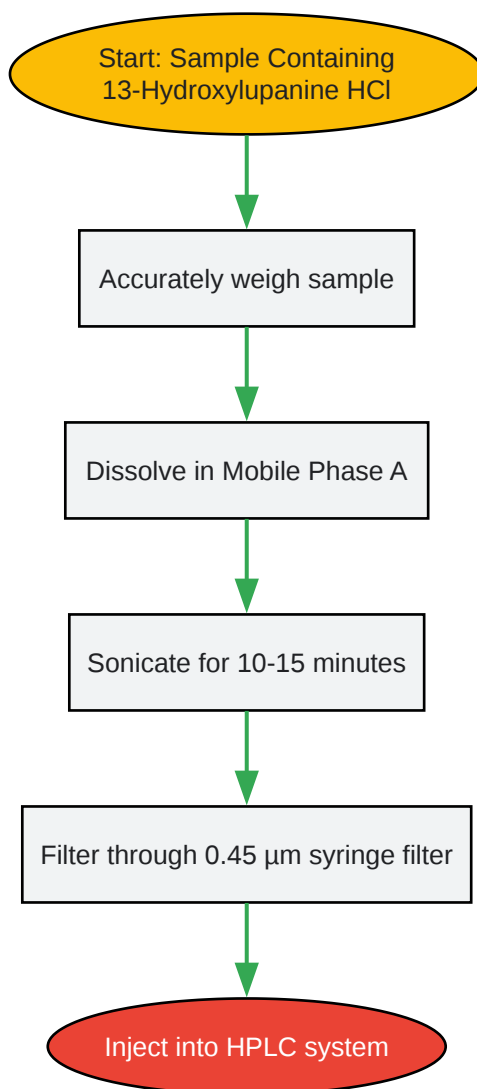 Start: Sample Containing
13-Hydroxylupanine HCl
Accurately weigh sample
Dissolve in Mobile Phase A
Sonicate for 10-15 minutes
Filter through 0.45 µm syringe filter
Inject into HPLC system